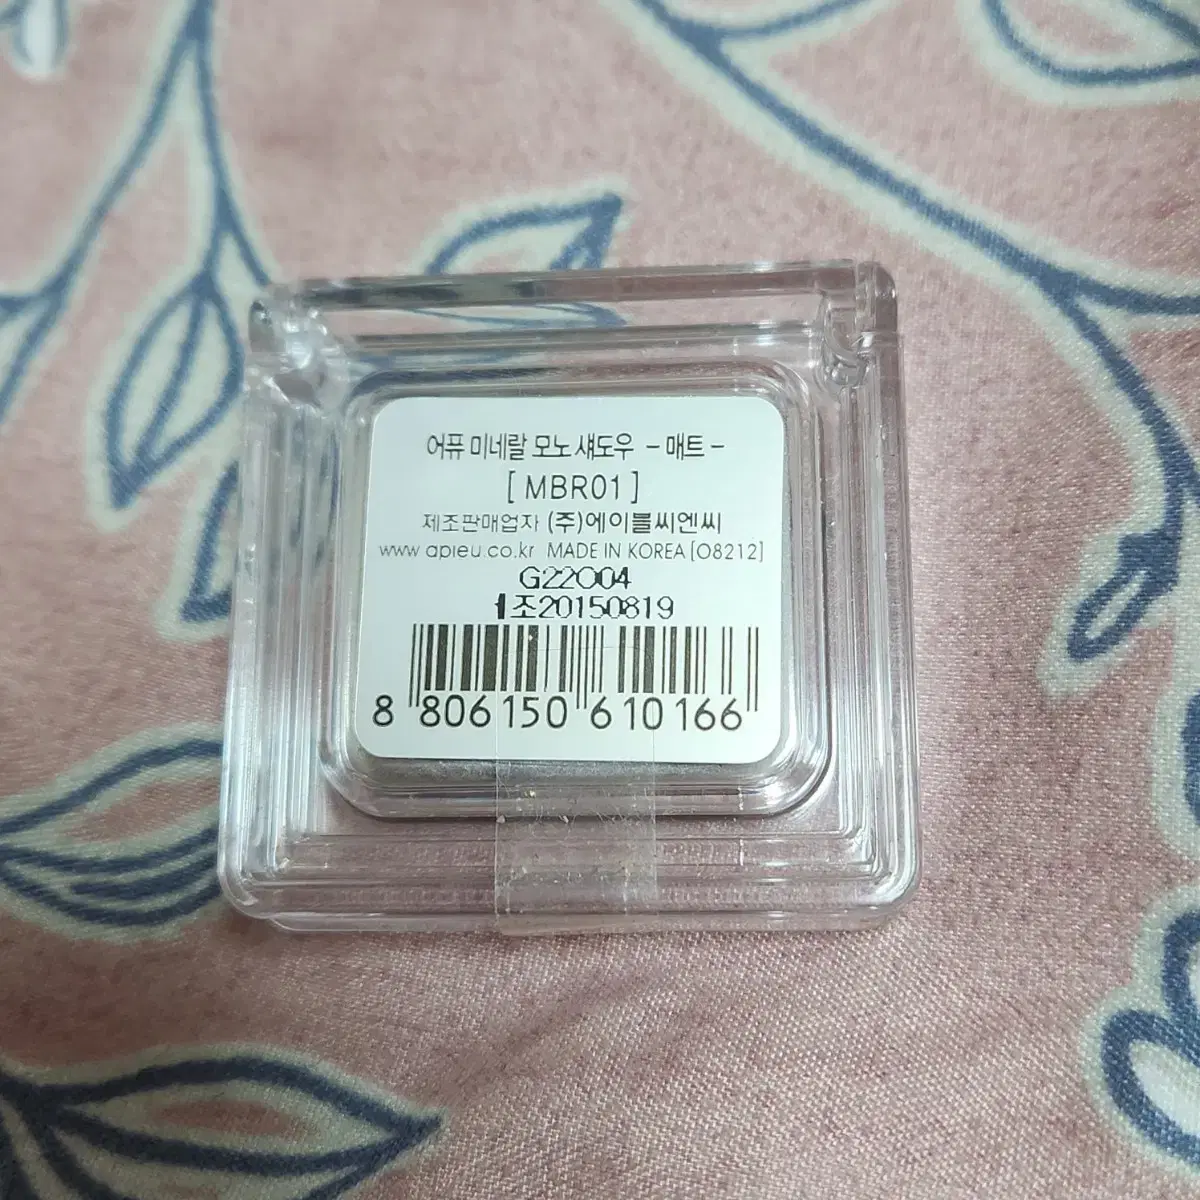 어퓨 미네랄 모노 섀도우 - 매트 -
[ MBR01 ]
제조판매업자 (주)에이블씨엔씨
www apieu.co.kr MADE IN KOREA [O8212]
G22O04
제조20150819
8 806150 610166